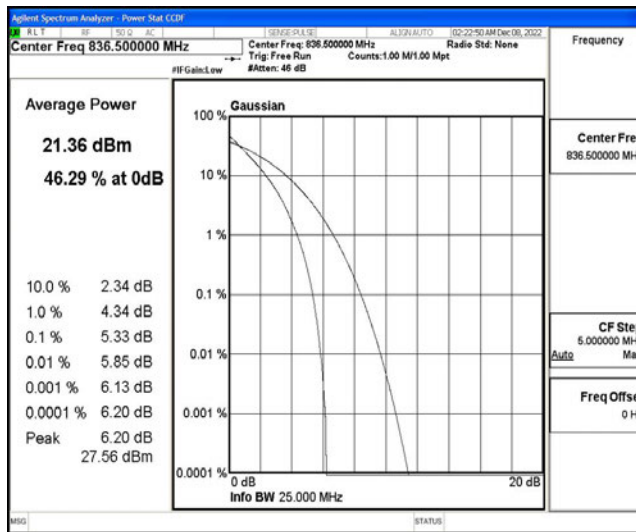 Agilent Spectrum Analyzer - Power Stat CCDF
R L T RF 50 Ω AC SENSE:PULSE ALIGN AUTO 02:22:50 AM Dec 08, 2022
Center Freq 836.500000 MHz
Center Freq: 836.500000 MHz Radio Std: None
Trig: Free Run Counts:1.00 M/1.00 Mpt
#IFGain:Low #Atten: 46 dB
Frequency
Average Power
21.36 dBm
46.29 % at 0dB
10.0 % 2.34 dB
1.0 % 4.34 dB
0.1 % 5.33 dB
0.01 % 5.85 dB
0.001 % 6.13 dB
0.0001 % 6.20 dB
Peak 6.20 dB
27.56 dBm
Gaussian
100 %
10 %
1 %
0.1 %
0.01 %
0.001 %
0.0001 %
0 dB 20 dB
Info BW 25.000 MHz
Center Fre
836.500000 MH
CF Ste
5.000000 MH
Auto Ma
Freq Offse
0 H
MSG STATUS